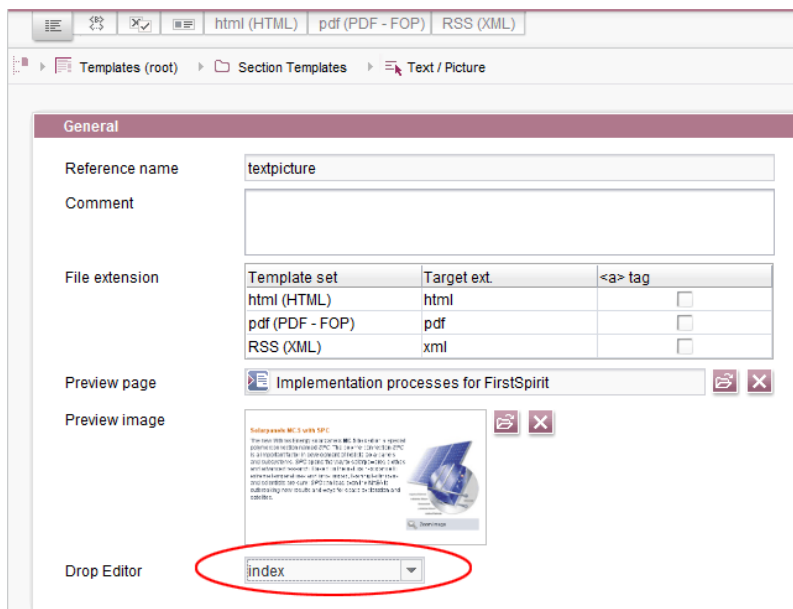 html (HTML) pdf (PDF - FOP) RSS (XML)
Templates (root) Section Templates Text / Picture
General
Reference name textpicture
Comment
File extension
Template set Target ext. <a> tag
html (HTML) html
pdf (PDF - FOP) pdf
RSS (XML) xml
Preview page Implementation processes for FirstSpirit
Preview image
Solarpanels MC 3 with SPC
Drop Editor index